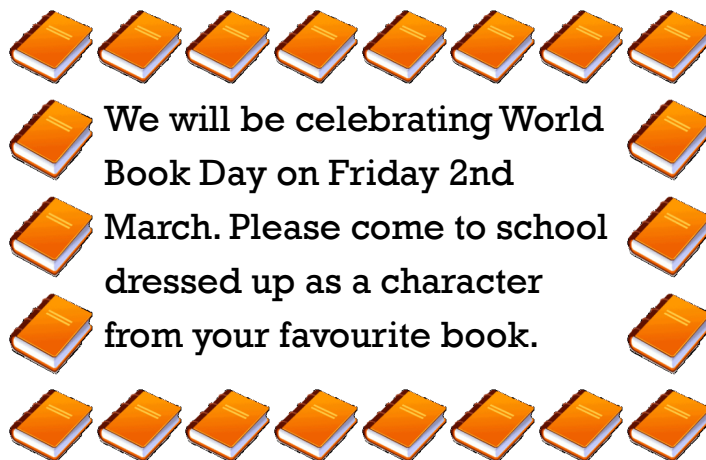 We will be celebrating World
Book Day on Friday 2nd
March. Please come to school
dressed up as a character
from your favourite book.